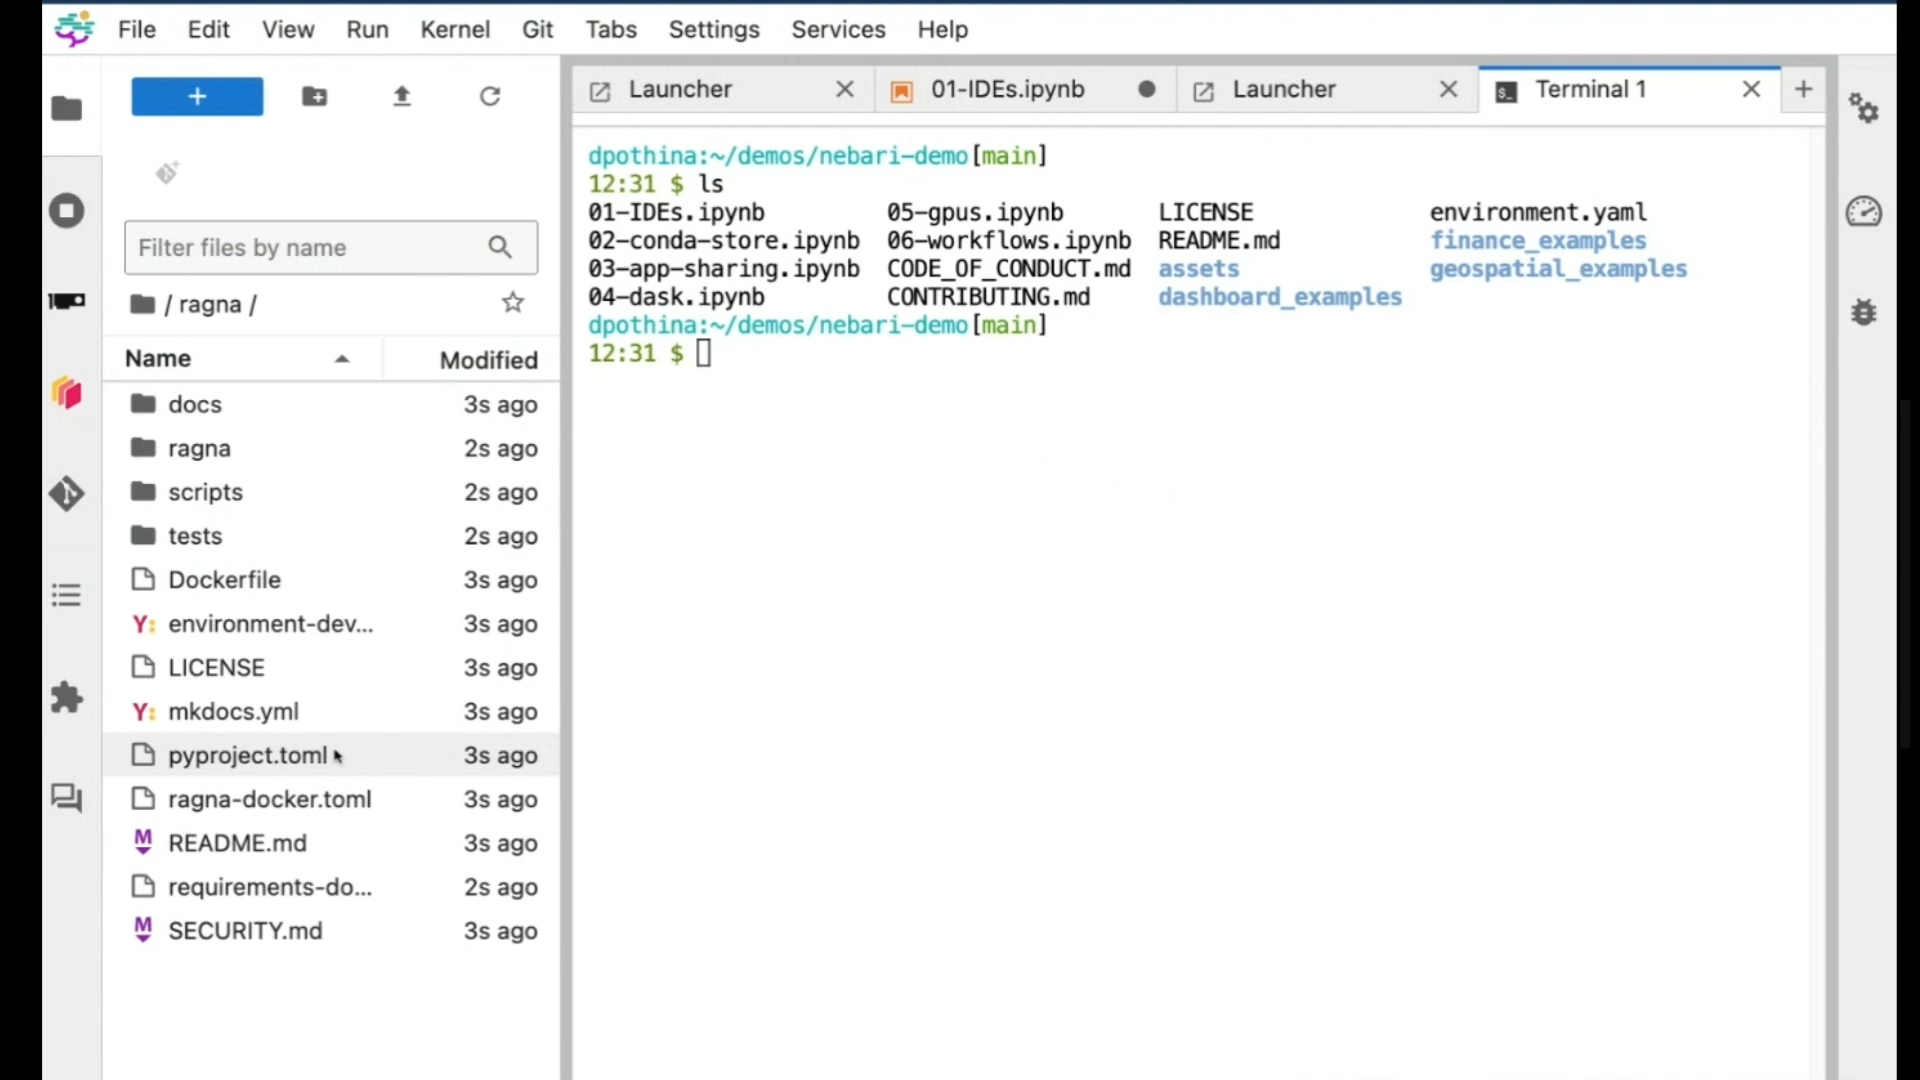 File Edit View Run Kernel Git Tabs Settings Services Help
+
Filter files by name
/ ragna /
Name Modified
docs 3s ago
ragna 2s ago
scripts 2s ago
tests 2s ago
Dockerfile 3s ago
Y: environment-dev... 3s ago
LICENSE 3s ago
Y: mkdocs.yml 3s ago
pyproject.toml 3s ago
ragna-docker.toml 3s ago
M README.md 3s ago
requirements-do... 2s ago
M SECURITY.md 3s ago
Launcher 01-IDEs.ipynb Launcher $_ Terminal 1 +
dpothina:~/demos/nebari-demo[main]
12:31 $ ls
01-IDEs.ipynb 05-gpus.ipynb LICENSE environment.yaml
02-conda-store.ipynb 06-workflows.ipynb README.md finance_examples
03-app-sharing.ipynb CODE_OF_CONDUCT.md assets geospatial_examples
04-dask.ipynb CONTRIBUTING.md dashboard_examples
dpothina:~/demos/nebari-demo[main]
12:31 $